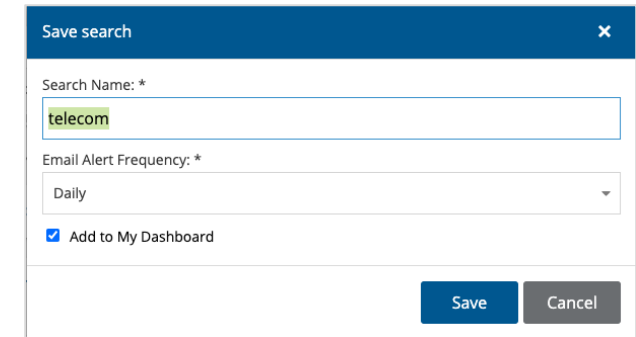 Save search
Search Name: *
telecom
Email Alert Frequency: *
Daily
Add to My Dashboard
Save Cancel